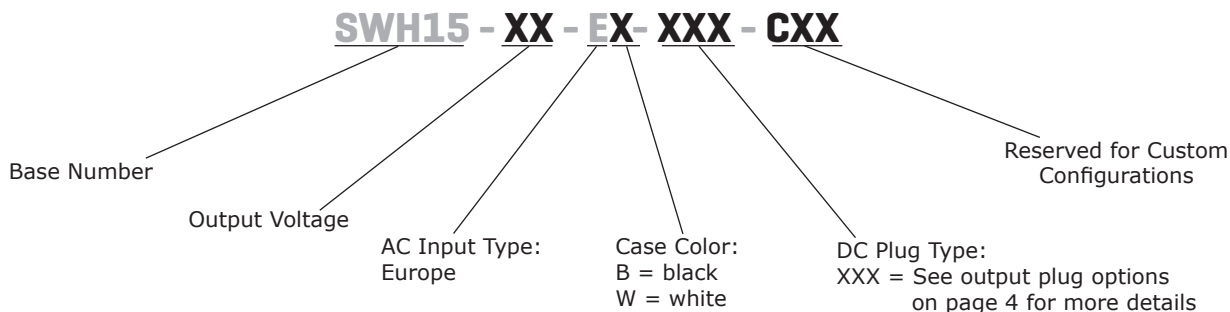 SWH15 - XX - EX- XXX - CXX
Base Number
Output Voltage
AC Input Type:
Europe
Case Color:
B = black
W = white
DC Plug Type:
XXX = See output plug options
on page 4 for more details
Reserved for Custom
Configurations